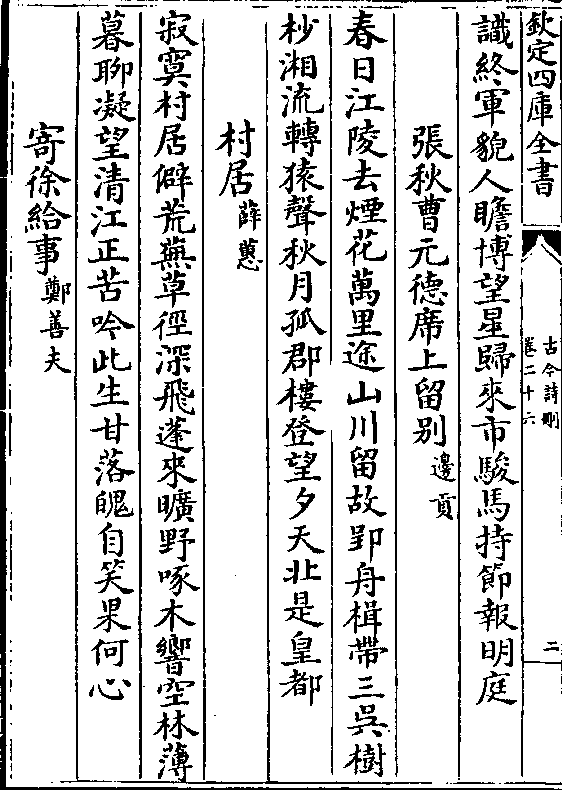 欽定四庫全書
古今詩刪
卷二十六
二
識終軍貌人瞻博望星歸來市駿馬持節報明庭
張秋曹元德席上留别邊貢
春日江陵去煙花萬里途山川留故郢舟楫帶三吳樹
杪湘流轉猿聲秋月孤郡樓登望夕天北是皇都
村居薛蕙
寂寞村居僻荒蕪草徑深飛蓬來曠野啄木響空林薄
暮聊凝望清江正苦吟此生甘落魄自笑果何心
寄徐給事鄭善夫